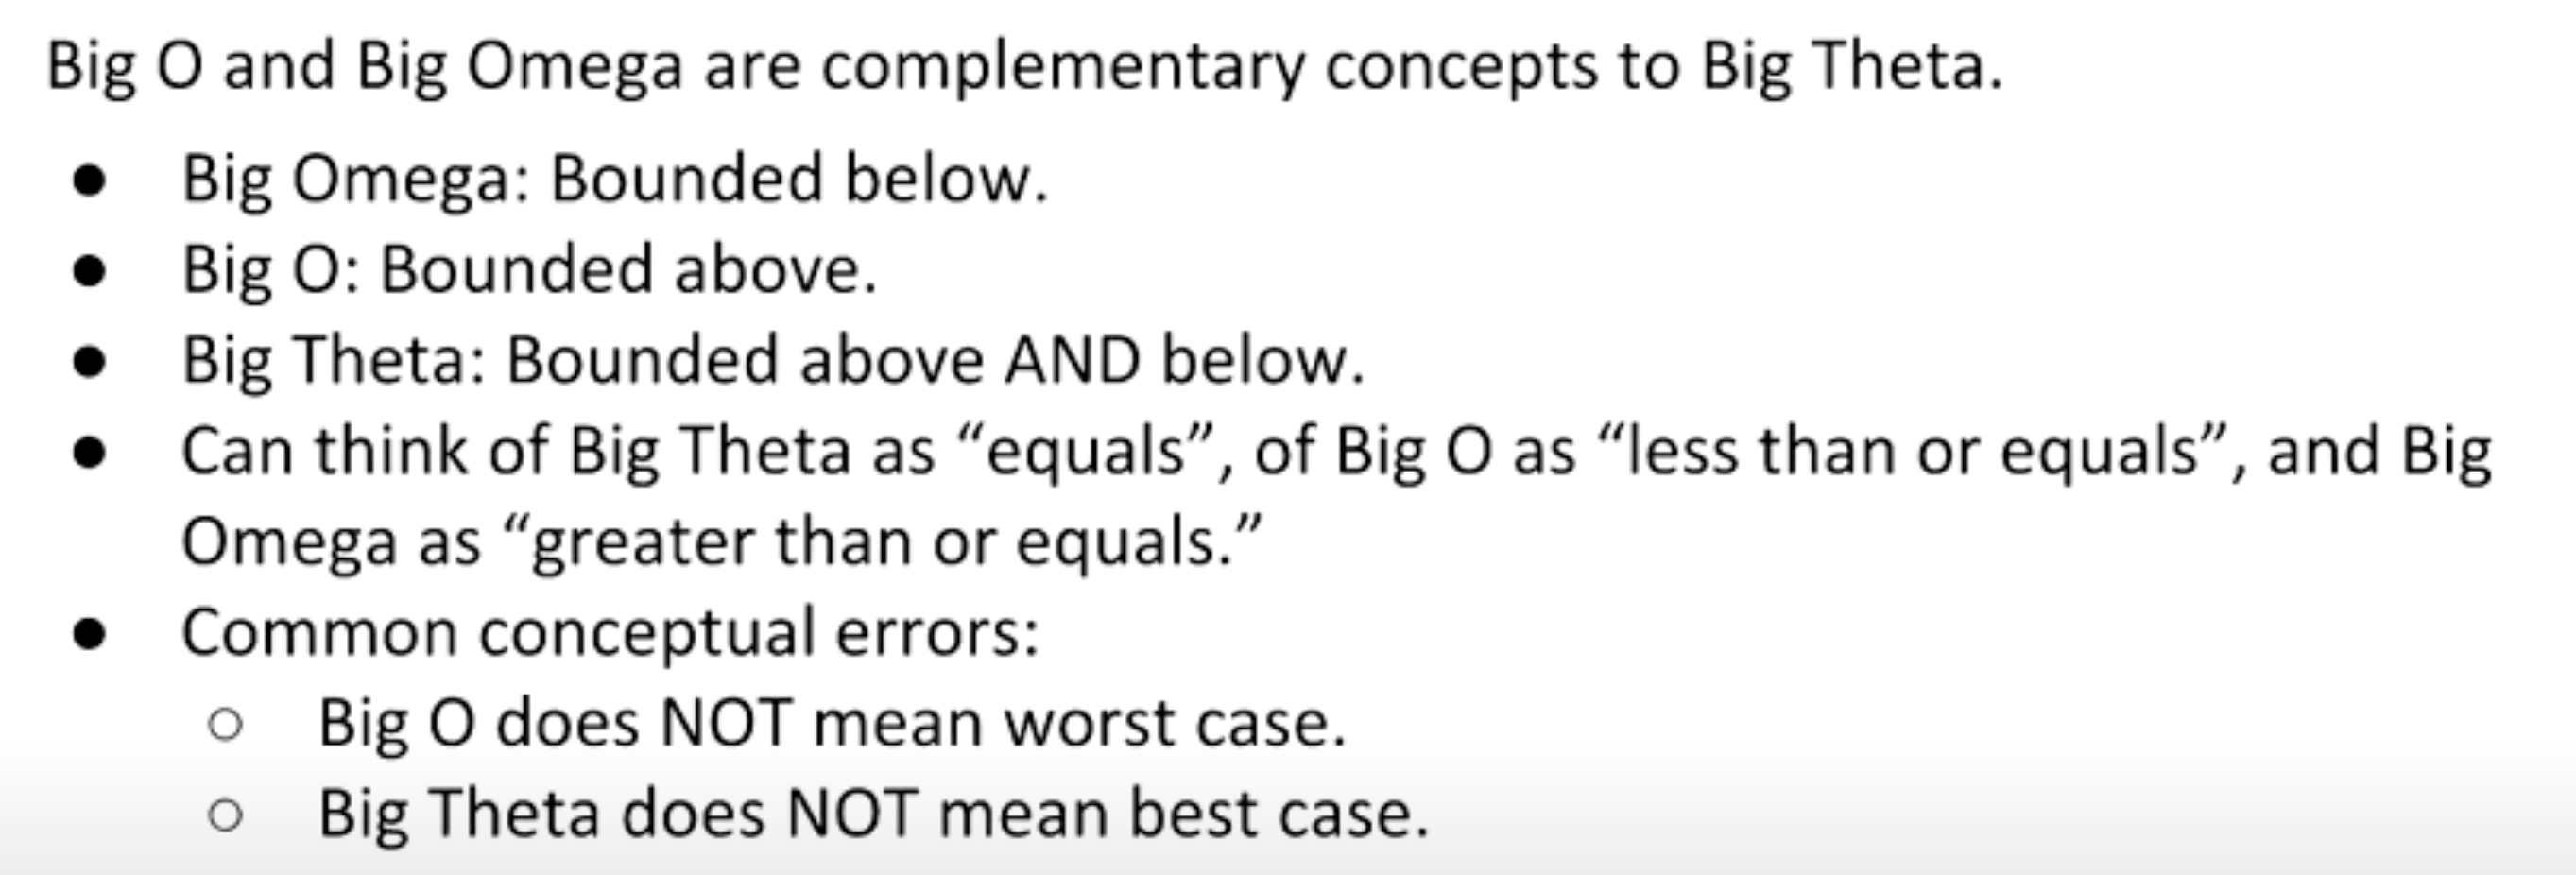 Big O and Big Omega are complementary concepts to Big Theta.
● Big Omega: Bounded below.
● Big O: Bounded above.
● Big Theta: Bounded above AND below.
● Can think of Big Theta as “equals”, of Big O as “less than or equals”, and Big
Omega as “greater than or equals.”
● Common conceptual errors:
○ Big O does NOT mean worst case.
○ Big Theta does NOT mean best case.